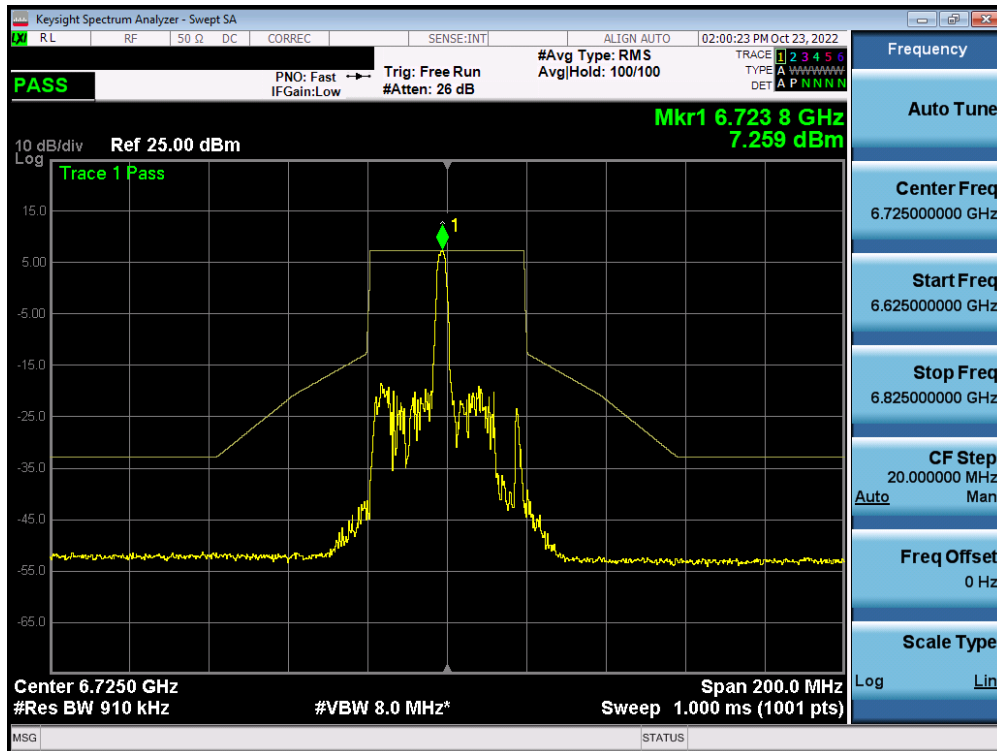 Keysight Spectrum Analyzer - Swept SA
LXI RL RF 50 Ω DC CORREC SENSE:INT ALIGN AUTO 02:00:23 PM Oct 23, 2022
PASS
PNO: Fast
IFGain:Low
Trig: Free Run
#Atten: 26 dB
#Avg Type: RMS
Avg|Hold: 100/100
TRACE 1 2 3 4 5 6
TYPE A WWWWW
DET A P N N N N
Mkr1 6.723 8 GHz
7.259 dBm
10 dB/div Ref 25.00 dBm
Log
Trace 1 Pass
1
15.0
5.00
-5.00
-15.0
-25.0
-35.0
-45.0
-55.0
-65.0
Center 6.7250 GHz Span 200.0 MHz
#Res BW 910 kHz #VBW 8.0 MHz* Sweep 1.000 ms (1001 pts)
MSG STATUS
Frequency
Auto Tune
Center Freq
6.725000000 GHz
Start Freq
6.625000000 GHz
Stop Freq
6.825000000 GHz
CF Step
20.000000 MHz
Auto Man
Freq Offset
0 Hz
Scale Type
Log Lin